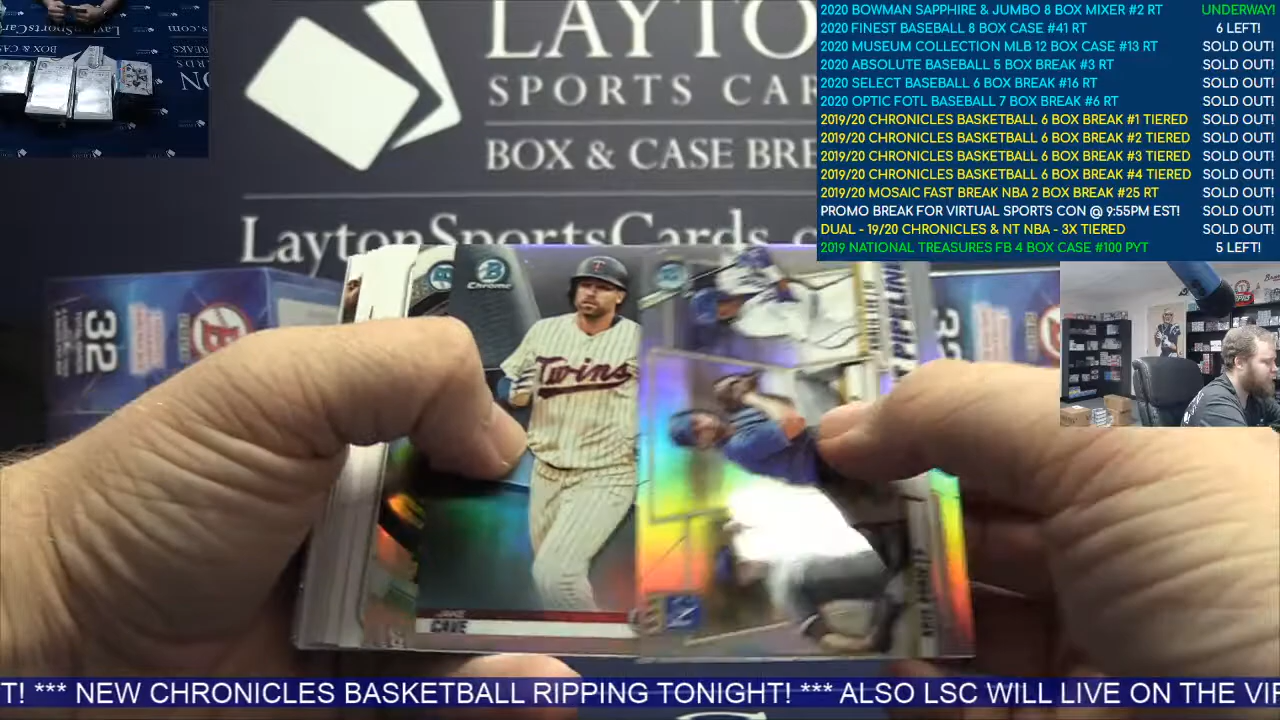 LAYTO
SPORTS CAR
BOX & CASE BRE
LaytonSportsCards.c
2020 BOWMAN SAPPHIRE & JUMBO 8 BOX MIXER #2 RT UNDERWAY!
2020 FINEST BASEBALL 8 BOX CASE #41 RT 6 LEFT!
2020 MUSEUM COLLECTION MLB 12 BOX CASE #13 RT SOLD OUT!
2020 ABSOLUTE BASEBALL 5 BOX BREAK #3 RT SOLD OUT!
2020 SELECT BASEBALL 6 BOX BREAK #16 RT SOLD OUT!
2020 OPTIC FOTL BASEBALL 7 BOX BREAK #6 RT SOLD OUT!
2019/20 CHRONICLES BASKETBALL 6 BOX BREAK #1 TIERED SOLD OUT!
2019/20 CHRONICLES BASKETBALL 6 BOX BREAK #2 TIERED SOLD OUT!
2019/20 CHRONICLES BASKETBALL 6 BOX BREAK #3 TIERED SOLD OUT!
2019/20 CHRONICLES BASKETBALL 6 BOX BREAK #4 TIERED SOLD OUT!
2019/20 MOSAIC FAST BREAK NBA 2 BOX BREAK #25 RT SOLD OUT!
PROMO BREAK FOR VIRTUAL SPORTS CON @ 9:55PM EST! SOLD OUT!
DUAL - 19/20 CHRONICLES & NT NBA - 3X TIERED SOLD OUT!
2019 NATIONAL TREASURES FB 4 BOX CASE #100 PYT 5 LEFT!
32
B
Chrome
Twins
PIPELINE
JAKE
CAVE
32
T! *** NEW CHRONICLES BASKETBALL RIPPING TONIGHT! *** ALSO LSC WILL LIVE ON THE VIR